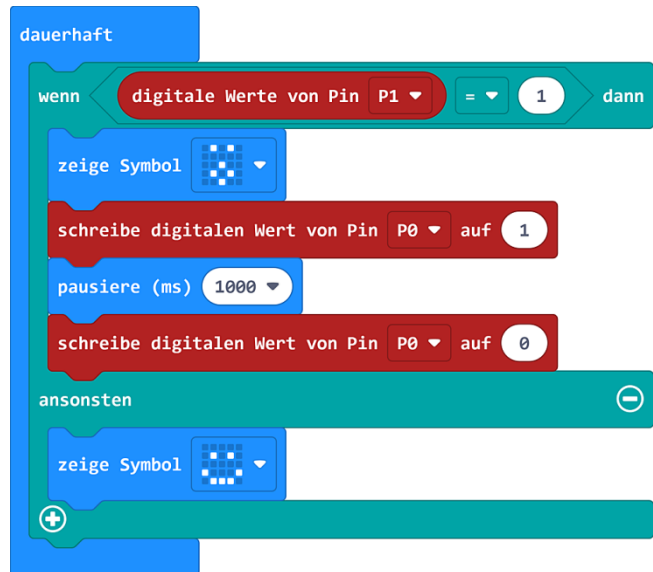 dauerhaft
wenn digitale Werte von Pin P1 = 1 dann
zeige Symbol
schreibe digitalen Wert von Pin P0 auf 1
pausiere (ms) 1000
schreibe digitalen Wert von Pin P0 auf 0
ansonsten
zeige Symbol